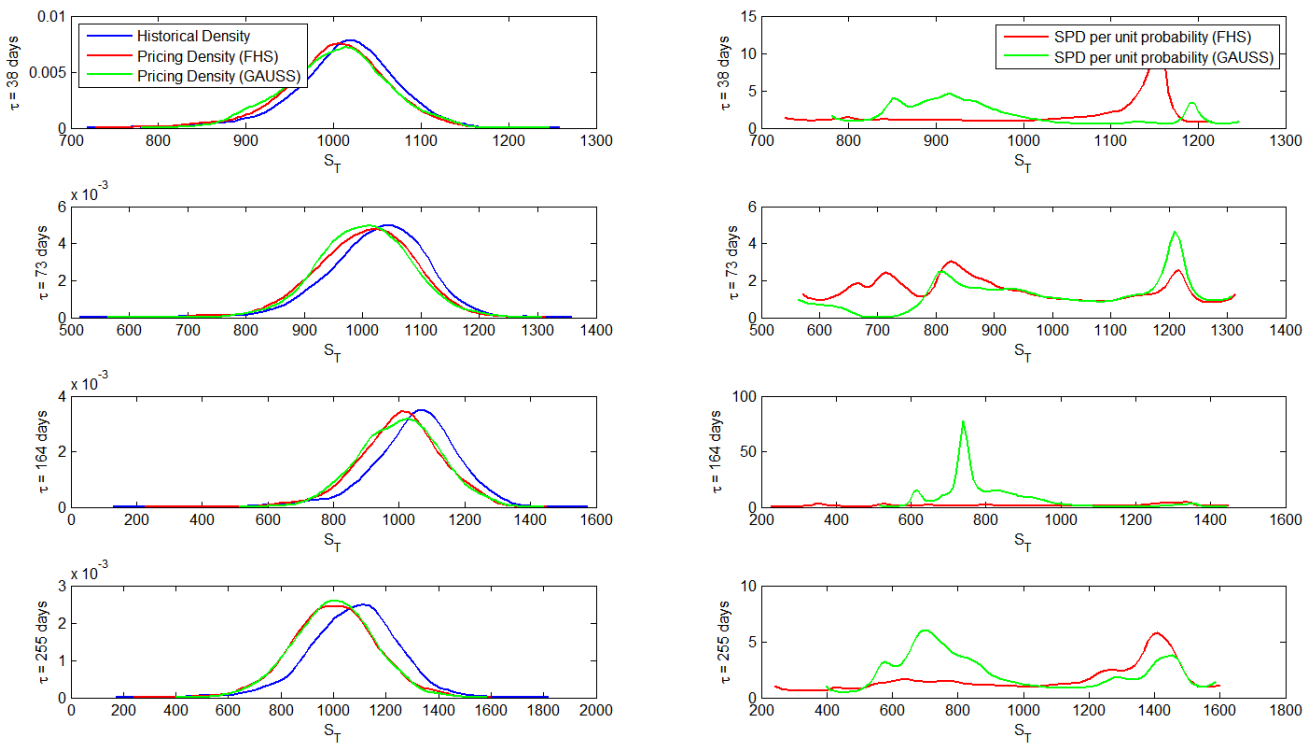 0.01
0.005
0
τ = 38 days
Historical Density
Pricing Density (FHS)
Pricing Density (GAUSS)
700 800 900 1000 1100 1200 1300
S_T
15
10
5
0
τ = 38 days
SPD per unit probability (FHS)
SPD per unit probability (GAUSS)
700 800 900 1000 1100 1200 1300
S_T
x 10⁻³
6
4
2
0
τ = 73 days
500 600 700 800 900 1000 1100 1200 1300 1400
S_T
6
4
2
0
τ = 73 days
500 600 700 800 900 1000 1100 1200 1300 1400
S_T
x 10⁻³
4
2
0
τ = 164 days
0 200 400 600 800 1000 1200 1400 1600
S_T
100
50
0
τ = 164 days
200 400 600 800 1000 1200 1400 1600
S_T
x 10⁻³
3
2
1
0
τ = 255 days
0 200 400 600 800 1000 1200 1400 1600 1800 2000
S_T
10
5
0
τ = 255 days
200 400 600 800 1000 1200 1400 1600 1800
S_T